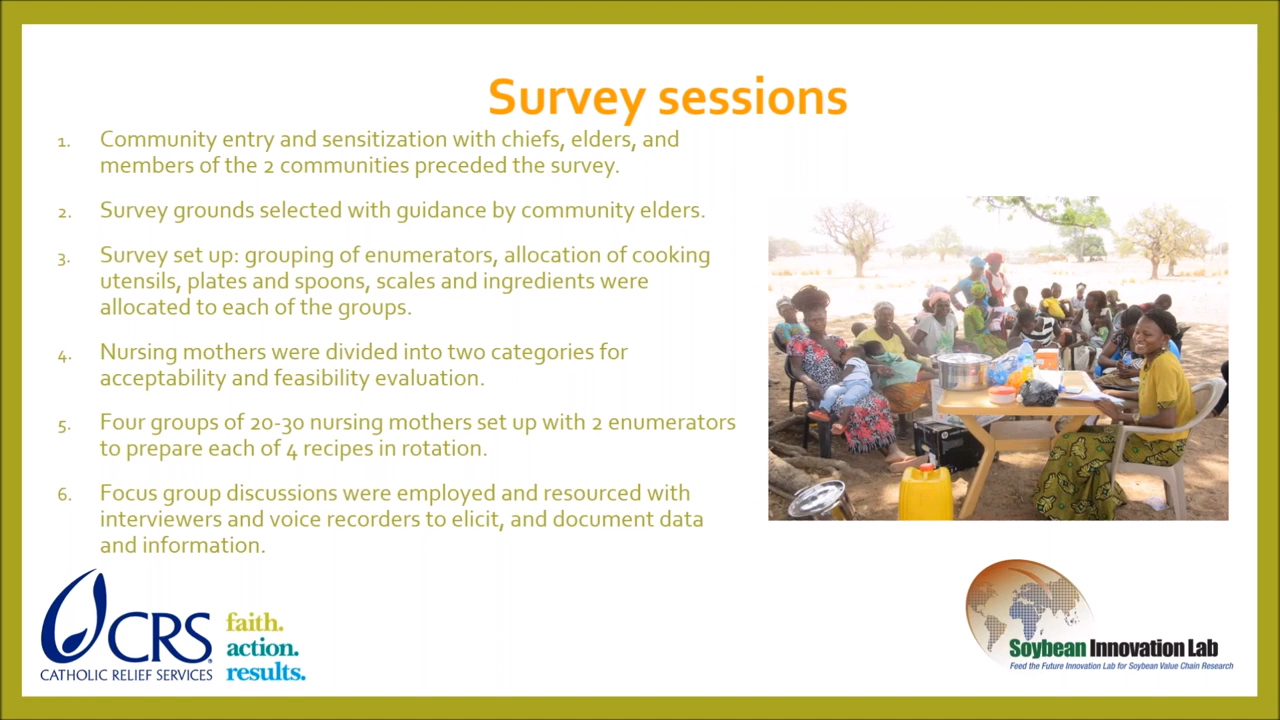 Survey sessions
1. Community entry and sensitization with chiefs, elders, and
members of the 2 communities preceded the survey.
2. Survey grounds selected with guidance by community elders.
3. Survey set up: grouping of enumerators, allocation of cooking
utensils, plates and spoons, scales and ingredients were
allocated to each of the groups.
4. Nursing mothers were divided into two categories for
acceptability and feasibility evaluation.
5. Four groups of 20-30 nursing mothers set up with 2 enumerators
to prepare each of 4 recipes in rotation.
6. Focus group discussions were employed and resourced with
interviewers and voice recorders to elicit, and document data
and information.
CRS
CATHOLIC RELIEF SERVICES
faith.
action.
results.
Soybean Innovation Lab
Feed the Future Innovation Lab for Soybean Value Chain Research